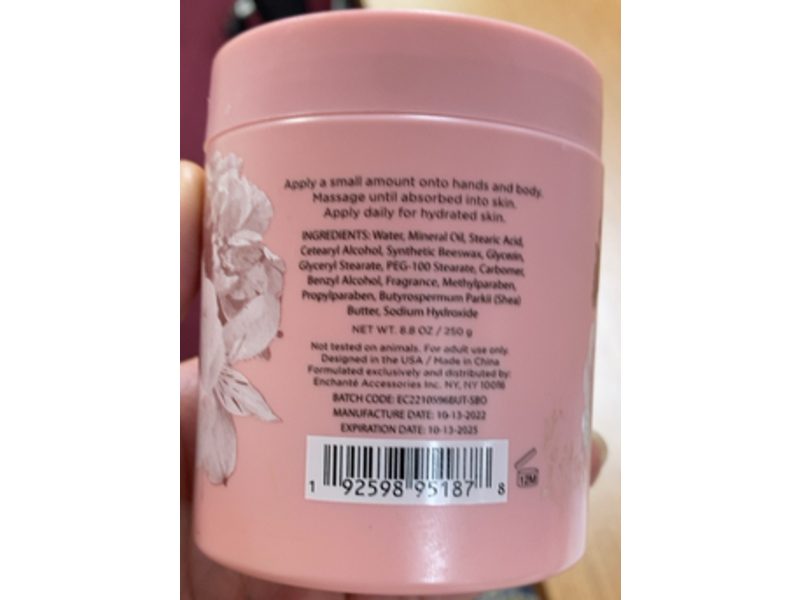 Apply a small amount onto hands and body.
Massage until absorbed into skin.
Apply daily for hydrated skin.
INGREDIENTS: Water, Mineral Oil, Stearic Acid,
Cetearyl Alcohol, Synthetic Beeswax, Glycerin,
Glyceryl Stearate, PEG-100 Stearate, Carbomer,
Benzyl Alcohol, Fragrance, Methylparaben,
Propylparaben, Butyrospermum Parkii (Shea)
Butter, Sodium Hydroxide
NET WT. 8.8 OZ / 250 g
Not tested on animals. For adult use only.
Designed in the USA / Made in China
Formulated exclusively and distributed by:
Enchanté Accessories Inc. NY, NY 10016
BATCH CODE: EC2210596BUT-SBO
MANUFACTURE DATE: 10-13-2022
EXPIRATION DATE: 10-13-2025
1 92598 95187 8
12M